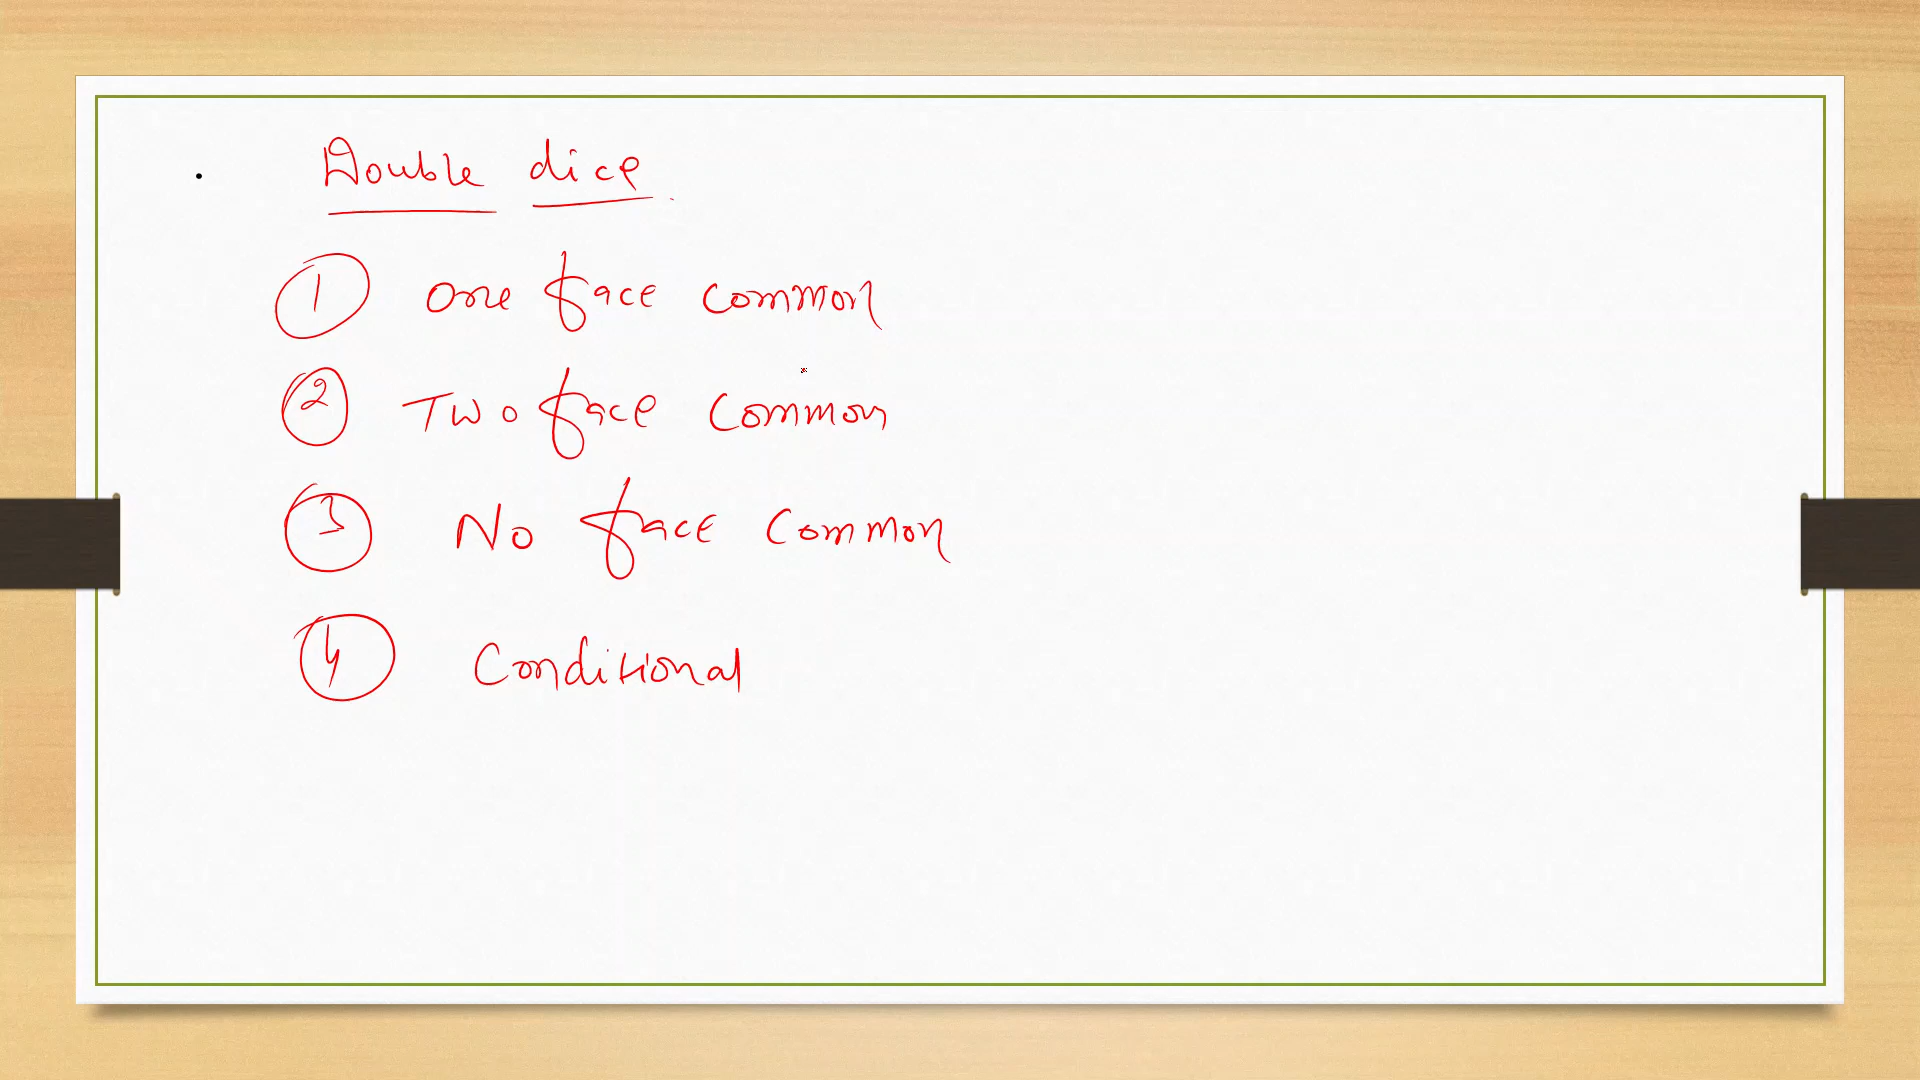 Double dice
1 One face common
2 Two face common
3 No face common
4 Conditional